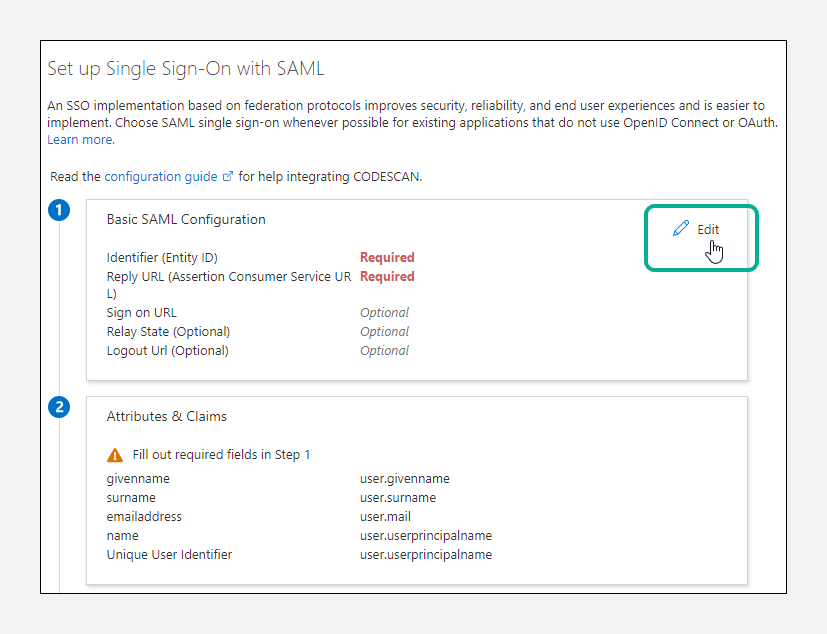 Set up Single Sign-On with SAML
An SSO implementation based on federation protocols improves security, reliability, and end user experiences and is easier to
implement. Choose SAML single sign-on whenever possible for existing applications that do not use OpenID Connect or OAuth.
Learn more.
Read the configuration guide for help integrating CODESCAN.
1
Basic SAML Configuration
Edit
Identifier (Entity ID) Required
Reply URL (Assertion Consumer Service UR Required
L)
Sign on URL Optional
Relay State (Optional) Optional
Logout Url (Optional) Optional
2
Attributes & Claims
Fill out required fields in Step 1
givenname user.givenname
surname user.surname
emailaddress user.mail
name user.userprincipalname
Unique User Identifier user.userprincipalname